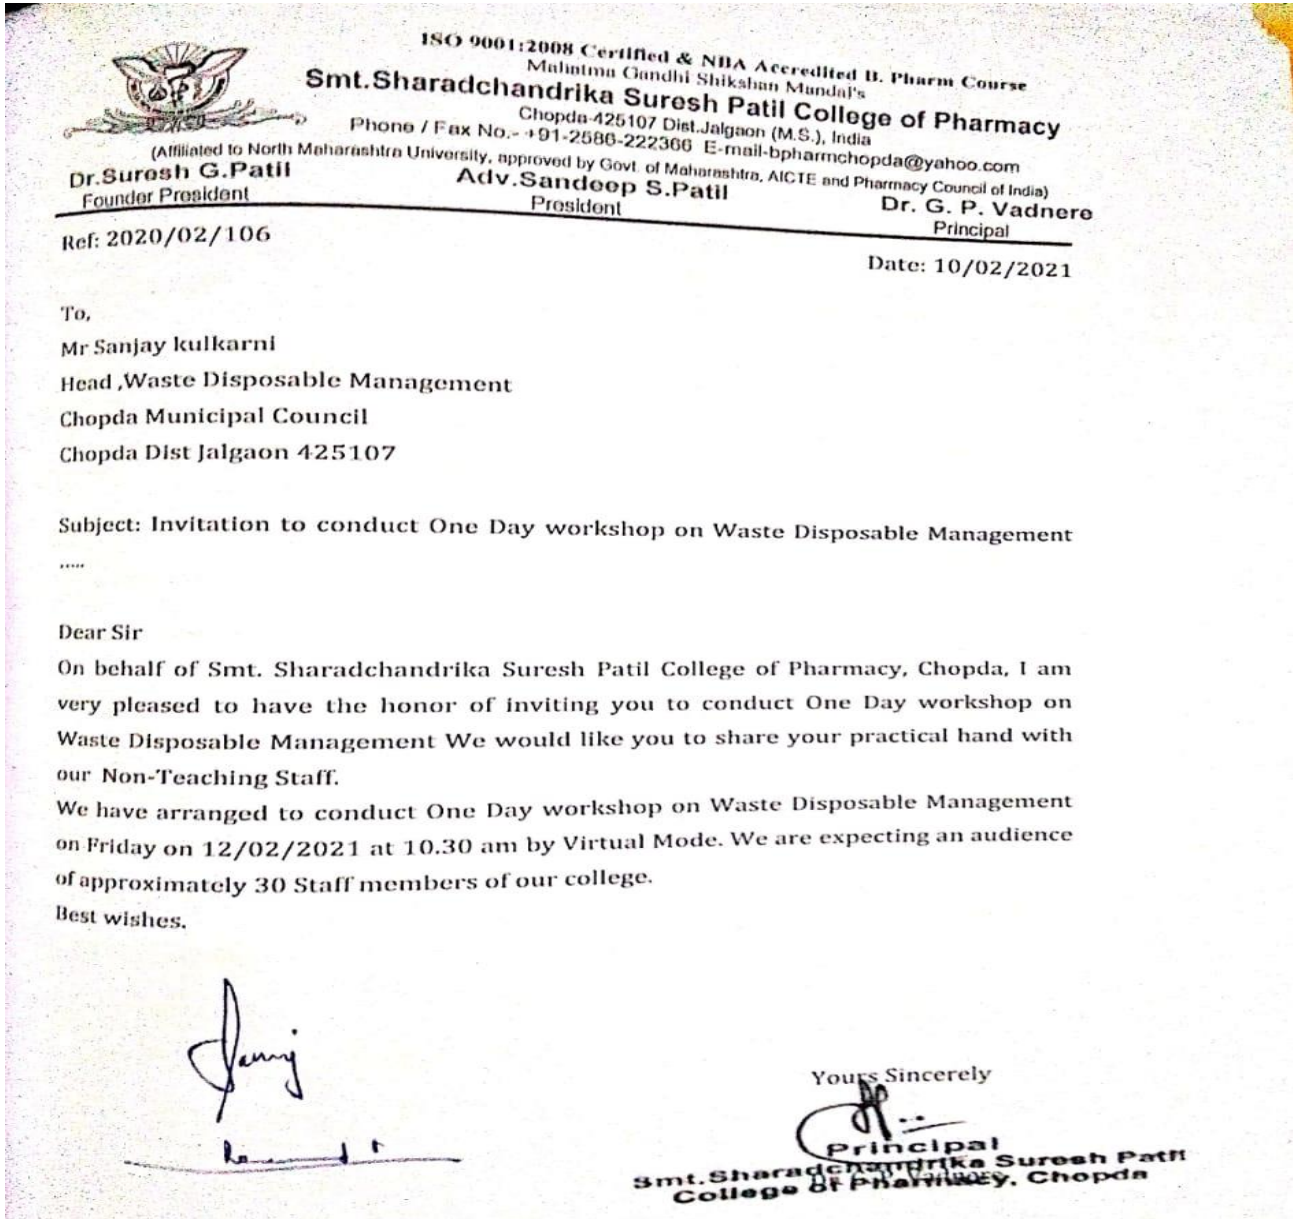 ISO 9001:2008 Certified & NBA Accredited B. Pharm Course
Mahatma Gandhi Shikshan Mandal's
Smt.Sharadchandrika Suresh Patil College of Pharmacy
Chopda-425107 Dist.Jalgaon (M.S.), India
Phone / Fax No.- +91-2586-222366 E-mail-bpharmchopda@yahoo.com
(Affiliated to North Maharashtra University, approved by Govt. of Maharashtra, AICTE and Pharmacy Council of India)
Dr.Suresh G.Patil Adv.Sandeep S.Patil Dr. G. P. Vadnere
Founder President President Principal
Ref: 2020/02/106
Date: 10/02/2021
To,
Mr Sanjay kulkarni
Head ,Waste Disposable Management
Chopda Municipal Council
Chopda Dist Jalgaon 425107
Subject: Invitation to conduct One Day workshop on Waste Disposable Management
.....
Dear Sir
On behalf of Smt. Sharadchandrika Suresh Patil College of Pharmacy, Chopda, I am
very pleased to have the honor of inviting you to conduct One Day workshop on
Waste Disposable Management We would like you to share your practical hand with
our Non-Teaching Staff.
We have arranged to conduct One Day workshop on Waste Disposable Management
on Friday on 12/02/2021 at 10.30 am by Virtual Mode. We are expecting an audience
of approximately 30 Staff members of our college.
Best wishes.
Yours Sincerely
Principal
Smt.Sharadchandrika Suresh Patil
College of Pharmacy, Chopda